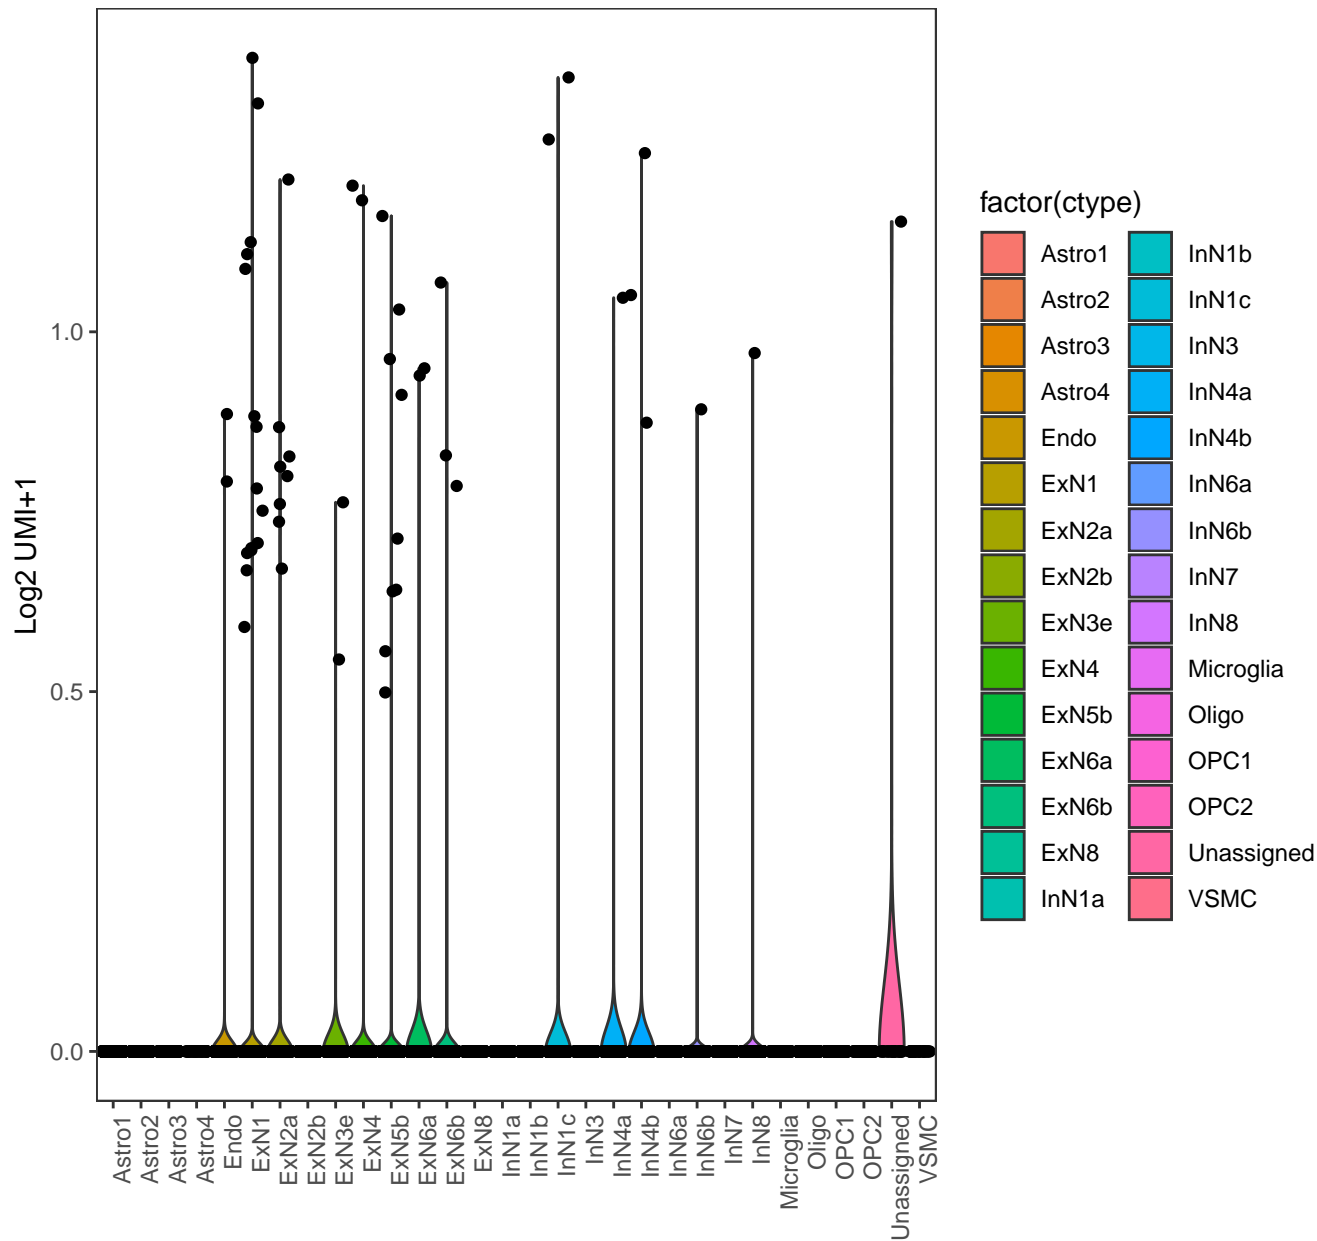 Log2 UMI+1
1.0
0.5
0.0
Astro1
Astro2
Astro3
Astro4
Endo
ExN1
ExN2a
ExN2b
ExN3e
ExN4
ExN5b
ExN6a
ExN6b
ExN8
InN1a
InN1b
InN1c
InN3
InN4a
InN4b
InN6a
InN6b
InN7
InN8
Microglia
Oligo
OPC1
OPC2
Unassigned
VSMC
factor(ctype)
Astro1
Astro2
Astro3
Astro4
Endo
ExN1
ExN2a
ExN2b
ExN3e
ExN4
ExN5b
ExN6a
ExN6b
ExN8
InN1a
InN1b
InN1c
InN3
InN4a
InN4b
InN6a
InN6b
InN7
InN8
Microglia
Oligo
OPC1
OPC2
Unassigned
VSMC